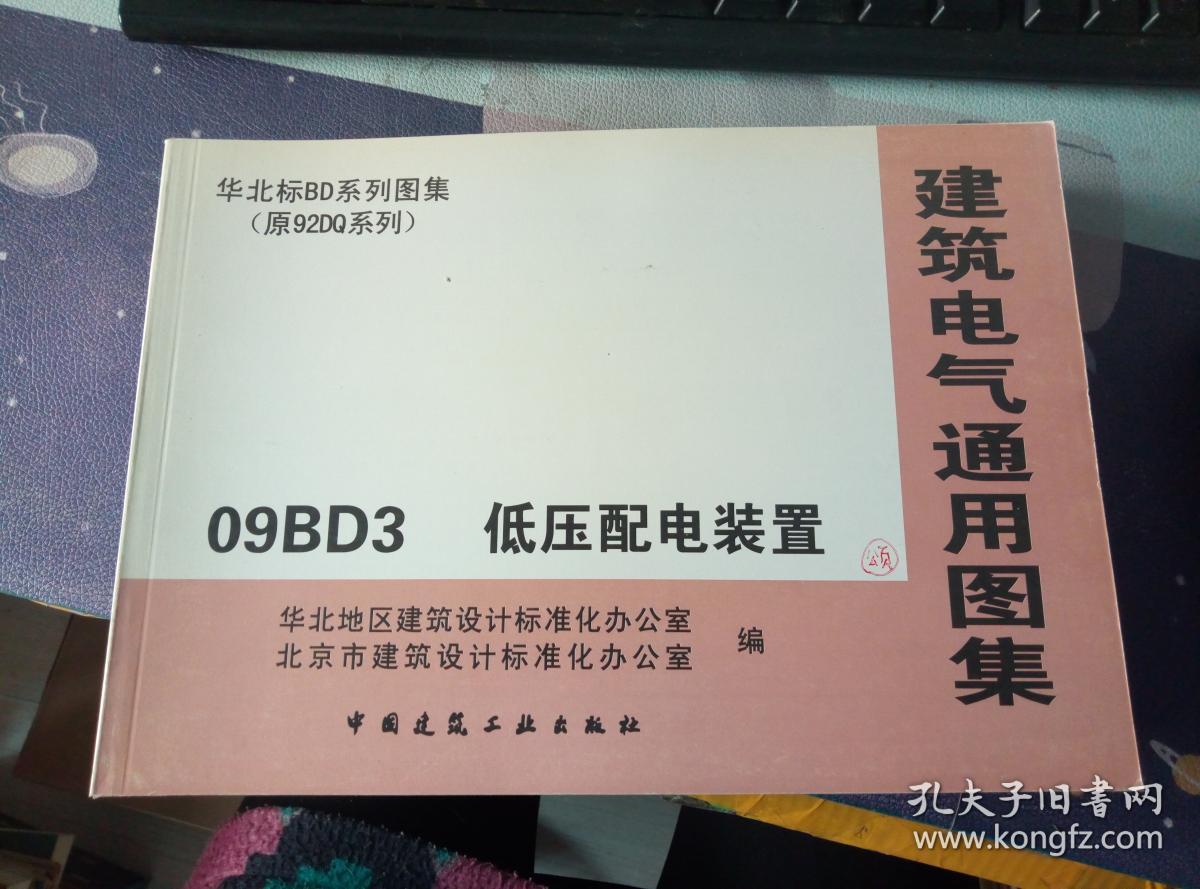 华北标BD系列图集
（原92DQ系列）
建筑电气通用图集
09BD3 低压配电装置
颂
华北地区建筑设计标准化办公室
北京市建筑设计标准化办公室
编
中国建筑工业出版社
孔夫子旧书网
www.kongfz.com